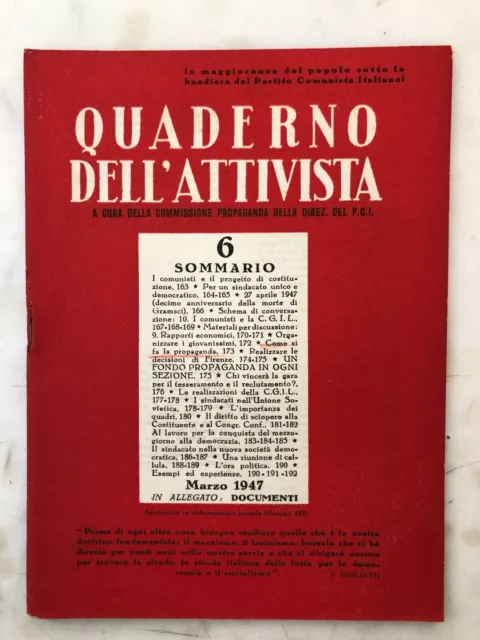 la maggioranza del popolo sotto la
bandiera del Partito Comunista Italiano!
QUADERNO
DELL'ATTIVISTA
A CURA DELLA COMMISSIONE PROPAGANDA DELLA DIREZ. DEL P.C.I.
6
SOMMARIO
I comunisti e il progetto di costitu-
zione, 163 ★ Per un sindacato unico e
democratico, 164-165 ★ 27 aprile 1947
(decimo anniversario della morte di
Gramsci), 166 ★ Schema di conversa-
zione: 10. I comunisti e la C.G.I.L.,
167-168-169 ★ Materiali per discussione:
9. Rapporti economici, 170-171 ★ Orga-
nizzare i giovanissimi, 172 ★ Come si
fa la propaganda, 173 ★ Realizzare le
decisioni di Firenze, 174-175 ★ UN
FONDO PROPAGANDA IN OGNI
SEZIONE, 175 ★ Chi vincerà la gara
per il tesseramento e il reclutamento?,
176 ★ Le realizzazioni della C.G.I.L.,
177-178 ★ I sindacati nell'Unione So-
vietica, 178-179 ★ L'importanza dei
quadri, 180 ★ Il diritto di sciopero alla
Costituente e al Congr. Conf., 181-182
Al lavoro per la conquista del mezzo-
giorno alla democrazia, 183-184-185 ★
Il sindacato nella nuova società demo-
cratica, 186-187 ★ Una riunione di cel-
lula, 188-189 ★ L'ora politica, 190 ★
Esempi ed esperienze, 190-191-192
Marzo 1947
IN ALLEGATO: DOCUMENTI
Spedizione in abbonamento postale (Gruppo III)
"Prima di ogni altra cosa bisogna studiare quella che è la nostra
dottrina fondamentale: il marxismo, il leninismo, bussola che ci ha
diretto per venti anni nella nostra storia e che ci dirigerà ancora
per trovare la strada, la strada italiana della lotta per la demo-
crazia e il socialismo"
P. TOGLIATTI